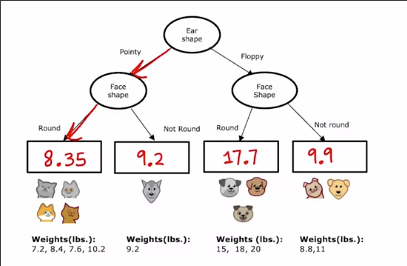 Ear
shape
Pointy
Floppy
Face
shape
Face
Shape
Round
Not Round
Round
Not round
8.35
9.2
17.7
9.9
Weights(lbs.):
7.2, 8.4, 7.6, 10.2
Weights(lbs.):
9.2
Weights (lbs.):
15, 18, 20
Weights(lbs.):
8.8,11